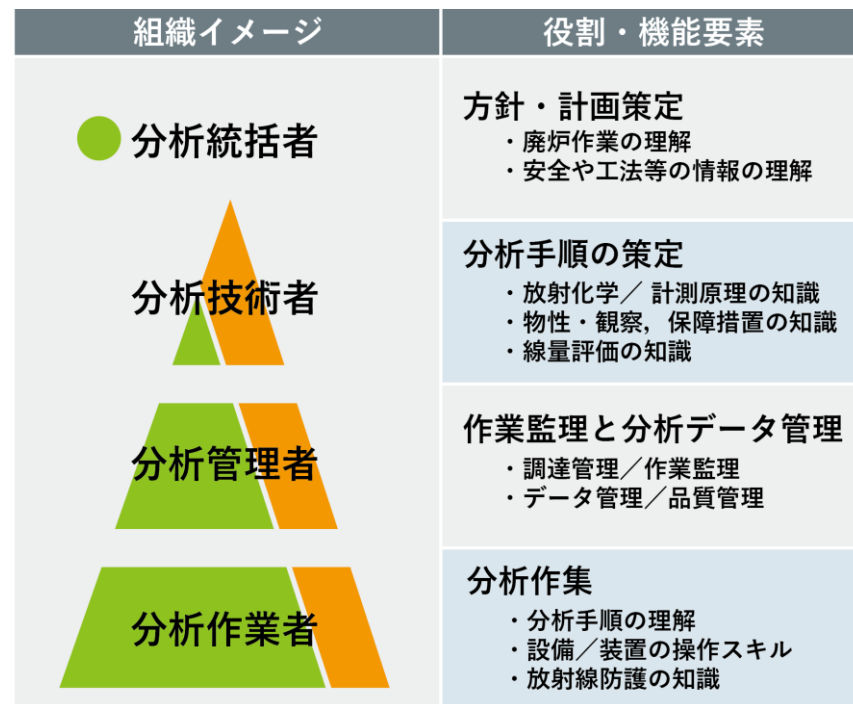 組織イメージ
役割・機能要素
分析統括者
方針・計画策定
・廃炉作業の理解
・安全や工法等の情報の理解
分析技術者
分析手順の策定
・放射化学／計測原理の知識
・物性・観察，保障措置の知識
・線量評価の知識
分析管理者
作業監理と分析データ管理
・調達管理／作業監理
・データ管理／品質管理
分析作業者
分析作集
・分析手順の理解
・設備／装置の操作スキル
・放射線防護の知識